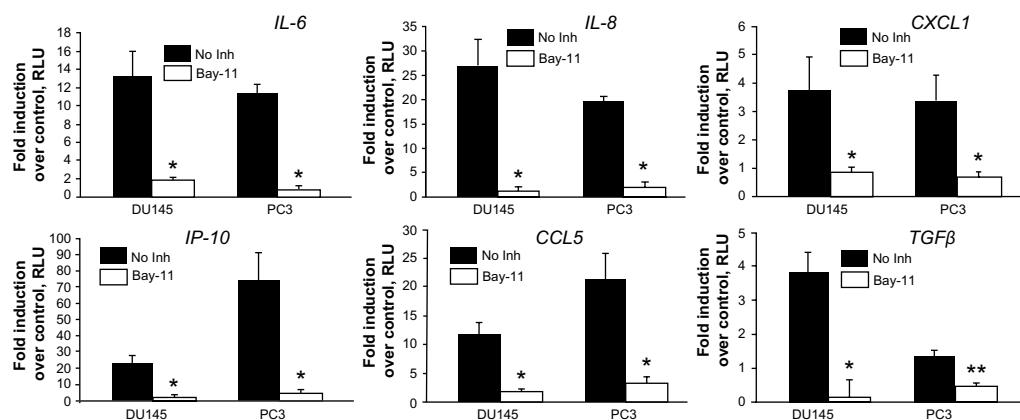 IL-6
No Inh
Bay-11
Fold induction
over control, RLU
18
16
14
12
10
8
6
4
2
0
*
*
DU145
PC3
IL-8
No Inh
Bay-11
Fold induction
over control, RLU
35
30
25
20
15
10
5
0
*
*
DU145
PC3
CXCL1
No Inh
Bay-11
Fold induction
over control, RLU
6
5
4
3
2
1
0
*
*
DU145
PC3
IP-10
No Inh
Bay-11
Fold induction
over control, RLU
100
90
80
70
60
50
40
30
20
10
0
*
*
DU145
PC3
CCL5
No Inh
Bay-11
Fold induction
over control, RLU
30
25
20
15
10
5
0
*
*
DU145
PC3
TGFβ
No Inh
Bay-11
Fold induction
over control, RLU
5
4
3
2
1
0
*
**
DU145
PC3